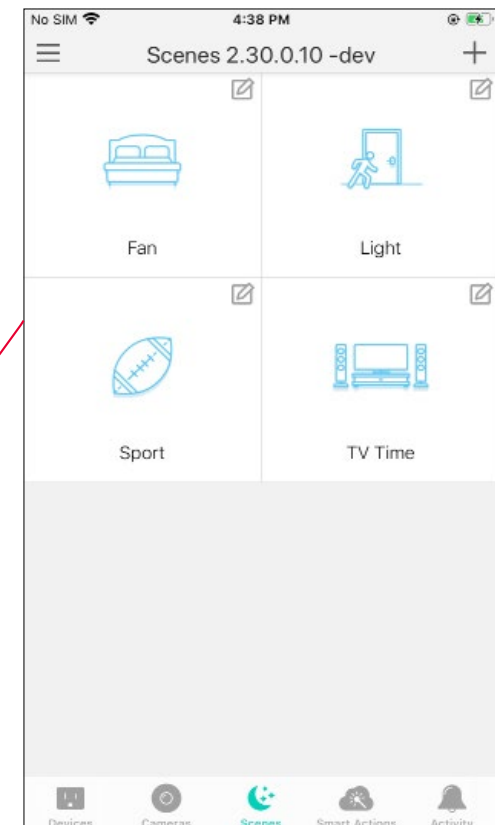 No SIM 4:38 PM
Scenes 2.30.0.10 -dev
Fan Light
Sport TV Time
Devices Cameras Scenes Smart Actions Activity